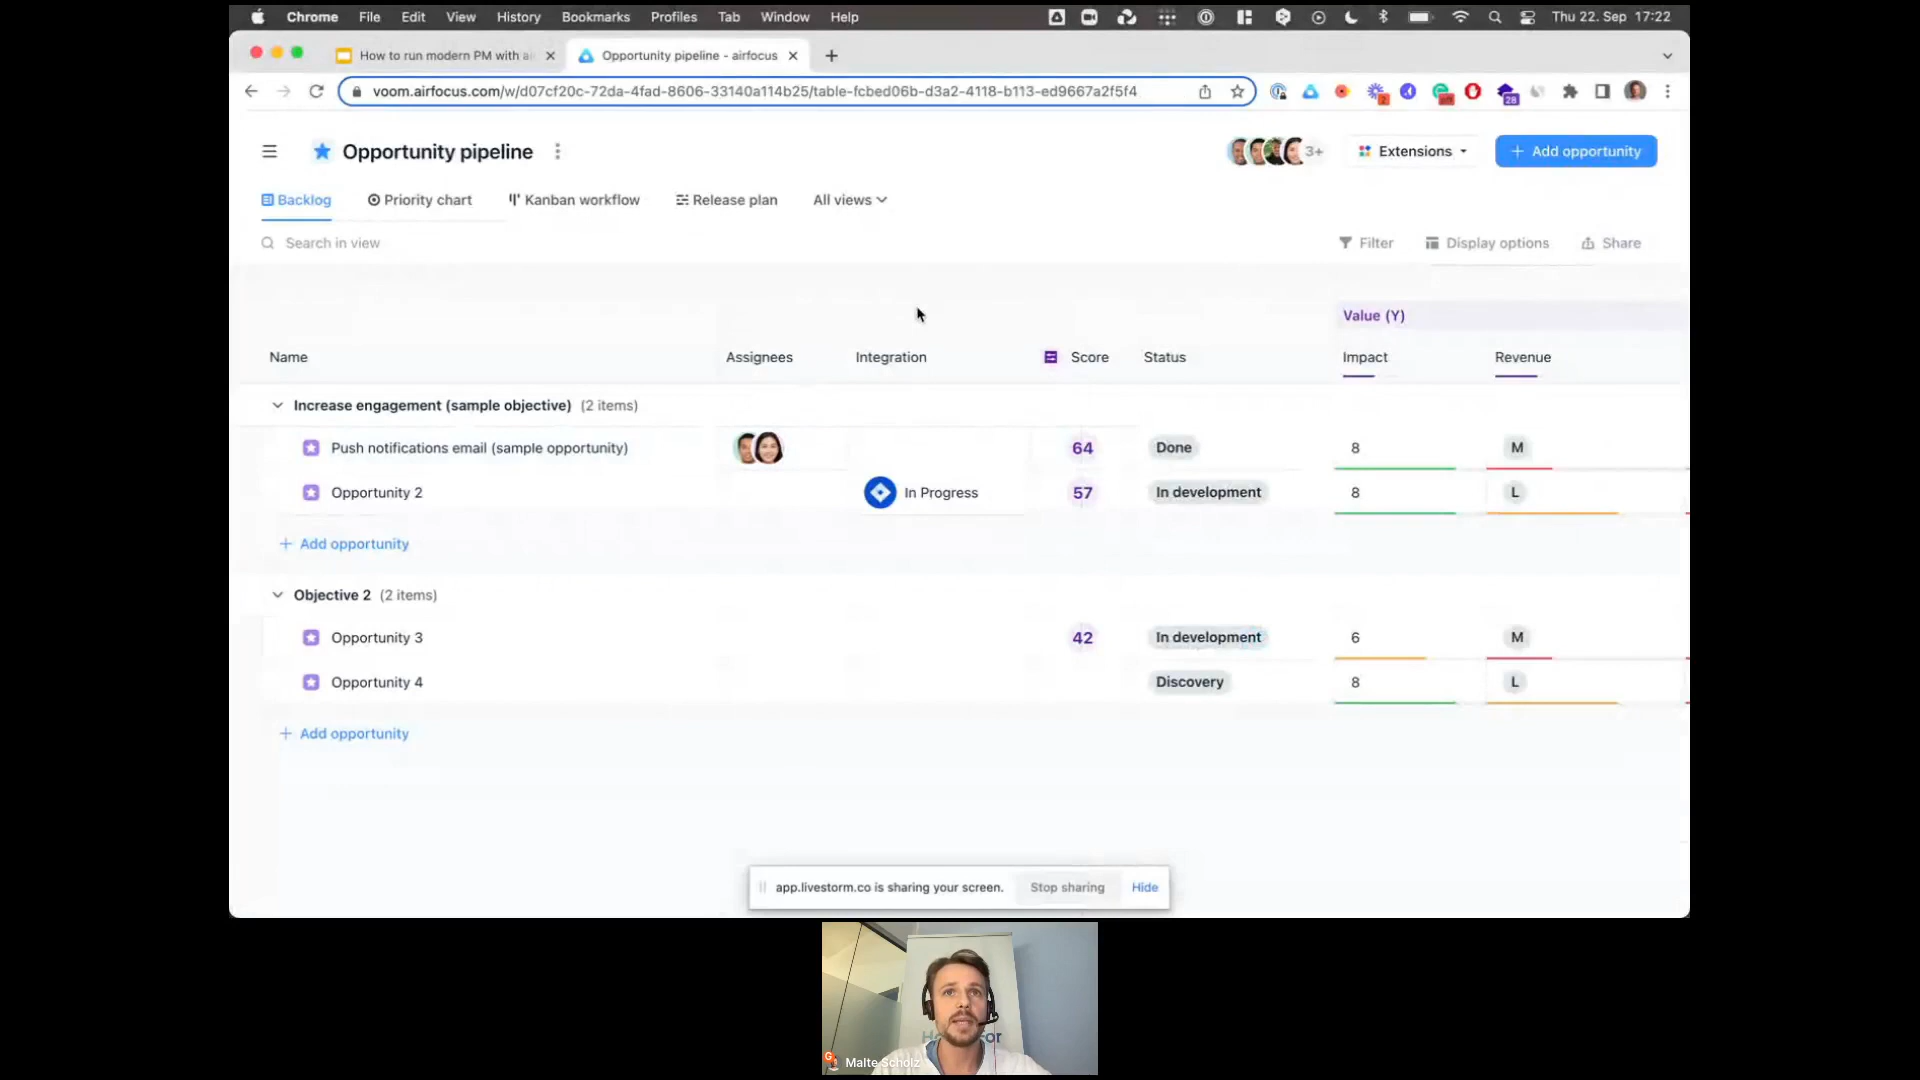 Chrome File Edit View History Bookmarks Profiles Tab Window Help Thu 22. Sep 17:22
How to run modern PM with ai Opportunity pipeline - airfocus
voom.airfocus.com/w/d07cf20c-72da-4fad-8606-33140a114b25/table-fcbed06b-d3a2-4118-b113-ed9667a2f5f4
Opportunity pipeline 3+ Extensions + Add opportunity
Backlog Priority chart Kanban workflow Release plan All views
Search in view Filter Display options Share
Value (Y)
Name Assignees Integration Score Status Impact Revenue
Increase engagement (sample objective) (2 items)
Push notifications email (sample opportunity) 64 Done 8 M
Opportunity 2 In Progress 57 In development 8 L
+ Add opportunity
Objective 2 (2 items)
Opportunity 3 42 In development 6 M
Opportunity 4 Discovery 8 L
+ Add opportunity
app.livestorm.co is sharing your screen. Stop sharing Hide
Malte Scholz